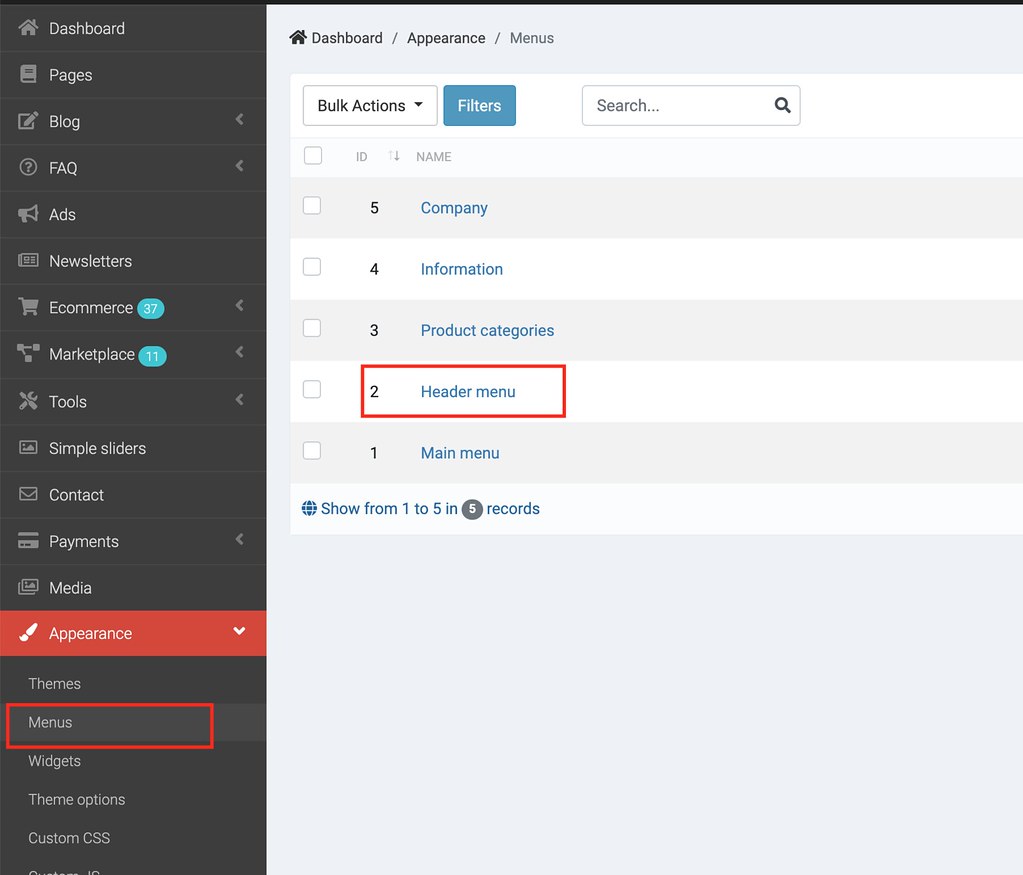 Dashboard
Pages
Blog
FAQ
Ads
Newsletters
Ecommerce 37
Marketplace 11
Tools
Simple sliders
Contact
Payments
Media
Appearance
Themes
Menus
Widgets
Theme options
Custom CSS
Custom JS
Dashboard / Appearance / Menus
Bulk Actions Filters Search...
ID NAME
5 Company
4 Information
3 Product categories
2 Header menu
1 Main menu
Show from 1 to 5 in 5 records